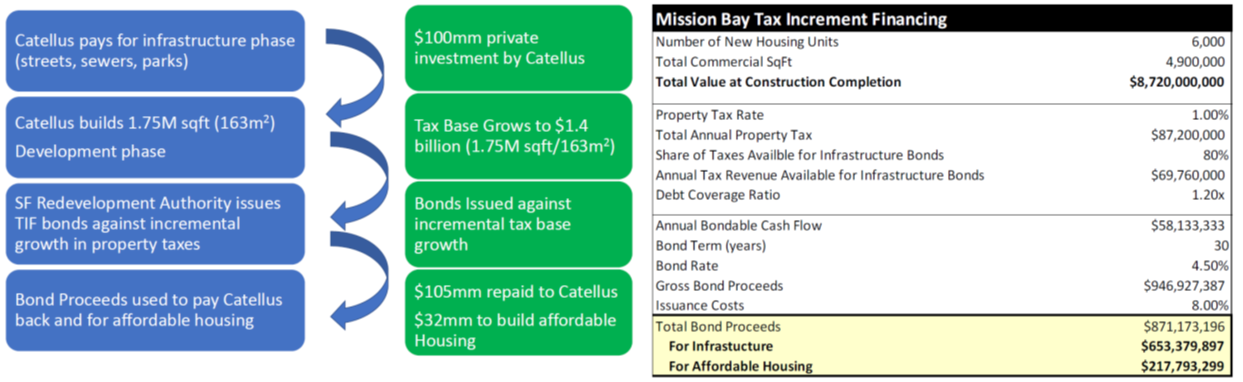 Catellus pays for infrastructure phase
(streets, sewers, parks)
Catellus builds 1.75M sqft (163m²)
Development phase
SF Redevelopment Authority issues
TIF bonds against incremental
growth in property taxes
Bond Proceeds used to pay Catellus
back and for affordable housing
$100mm private
investment by Catellus
Tax Base Grows to $1.4
billion (1.75M sqft/163m²)
Bonds Issued against
incremental tax base
growth
$105mm repaid to Catellus
$32mm to build affordable
Housing
Mission Bay Tax Increment Financing
Number of New Housing Units 6,000
Total Commercial SqFt 4,900,000
Total Value at Construction Completion $8,720,000,000
Property Tax Rate 1.00%
Total Annual Property Tax $87,200,000
Share of Taxes Availble for Infrastructure Bonds 80%
Annual Tax Revenue Available for Infrastructure Bonds $69,760,000
Debt Coverage Ratio 1.20x
Annual Bondable Cash Flow $58,133,333
Bond Term (years) 30
Bond Rate 4.50%
Gross Bond Proceeds $946,927,387
Issuance Costs 8.00%
Total Bond Proceeds $871,173,196
For Infrastucture $653,379,897
For Affordable Housing $217,793,299